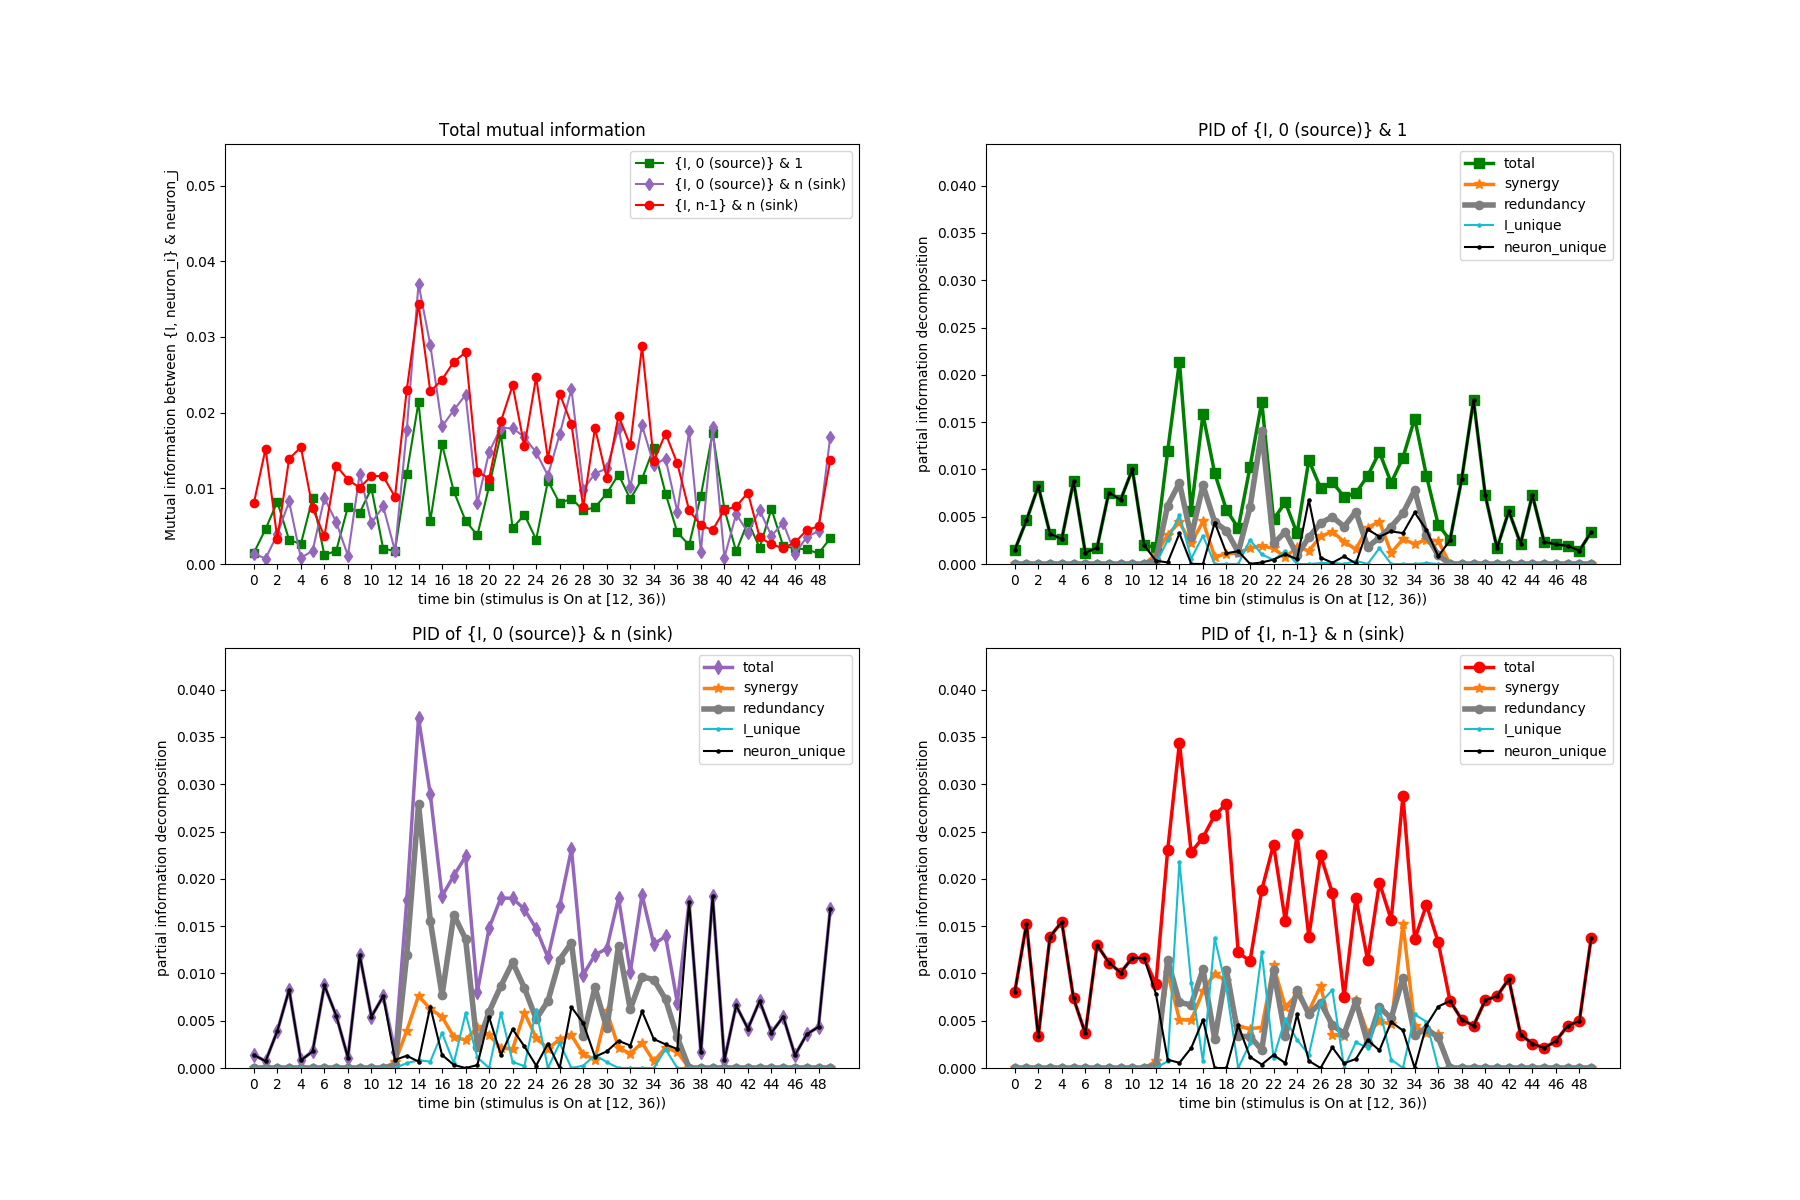 Total mutual information
Mutual information between {I, neuron_i} & neuron_j
0.05
0.04
0.03
0.02
0.01
0.00
{I, 0 (source)} & 1
{I, 0 (source)} & n (sink)
{I, n-1} & n (sink)
0 2 4 6 8 10 12 14 16 18 20 22 24 26 28 30 32 34 36 38 40 42 44 46 48
time bin (stimulus is On at [12, 36))
PID of {I, 0 (source)} & 1
partial information decomposition
0.040
0.035
0.030
0.025
0.020
0.015
0.010
0.005
0.000
total
synergy
redundancy
I_unique
neuron_unique
0 2 4 6 8 10 12 14 16 18 20 22 24 26 28 30 32 34 36 38 40 42 44 46 48
time bin (stimulus is On at [12, 36))
PID of {I, 0 (source)} & n (sink)
partial information decomposition
0.040
0.035
0.030
0.025
0.020
0.015
0.010
0.005
0.000
total
synergy
redundancy
I_unique
neuron_unique
0 2 4 6 8 10 12 14 16 18 20 22 24 26 28 30 32 34 36 38 40 42 44 46 48
time bin (stimulus is On at [12, 36))
PID of {I, n-1} & n (sink)
partial information decomposition
0.040
0.035
0.030
0.025
0.020
0.015
0.010
0.005
0.000
total
synergy
redundancy
I_unique
neuron_unique
0 2 4 6 8 10 12 14 16 18 20 22 24 26 28 30 32 34 36 38 40 42 44 46 48
time bin (stimulus is On at [12, 36))